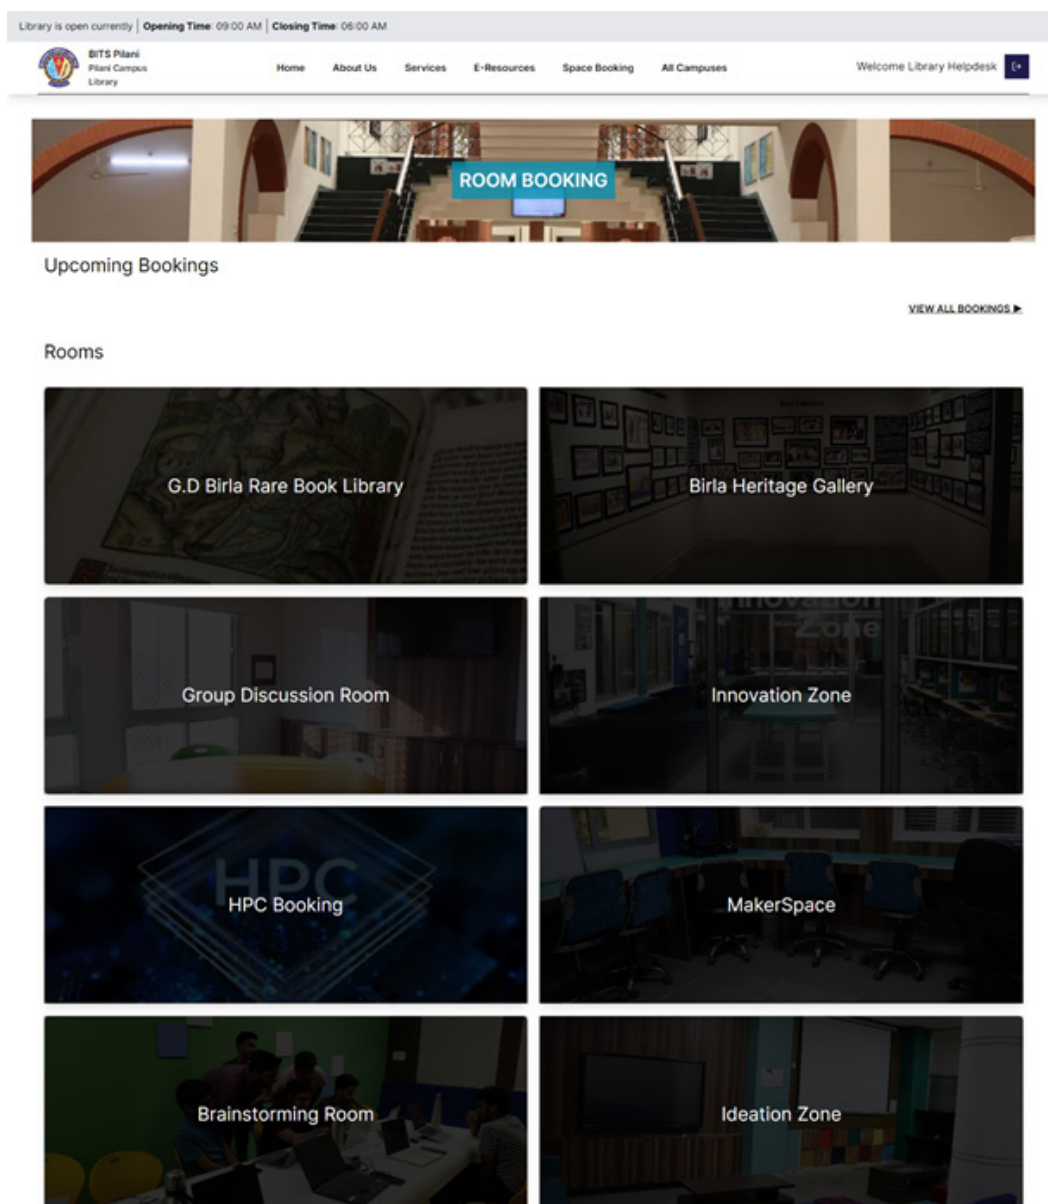 Library is open currently | Opening Time: 09:00 AM | Closing Time: 06:00 AM
BITS Pilani
Pilani Campus
Library
Home About Us Services E-Resources Space Booking All Campuses
Welcome Library Helpdesk
ROOM BOOKING
Upcoming Bookings
VIEW ALL BOOKINGS ▶
Rooms
G.D Birla Rare Book Library
Birla Heritage Gallery
Group Discussion Room
Innovation
Zone
Innovation Zone
HPC
HPC Booking
MakerSpace
Brainstorming Room
Ideation Zone